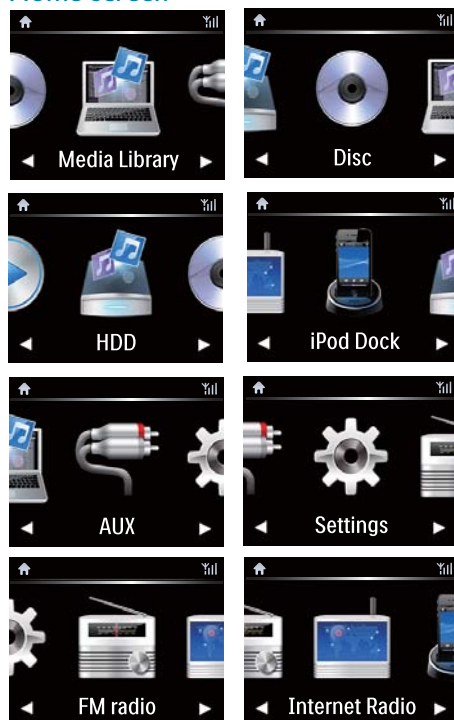 Home screen
Media Library
Disc
HDD
iPod Dock
AUX
Settings
FM radio
Internet Radio